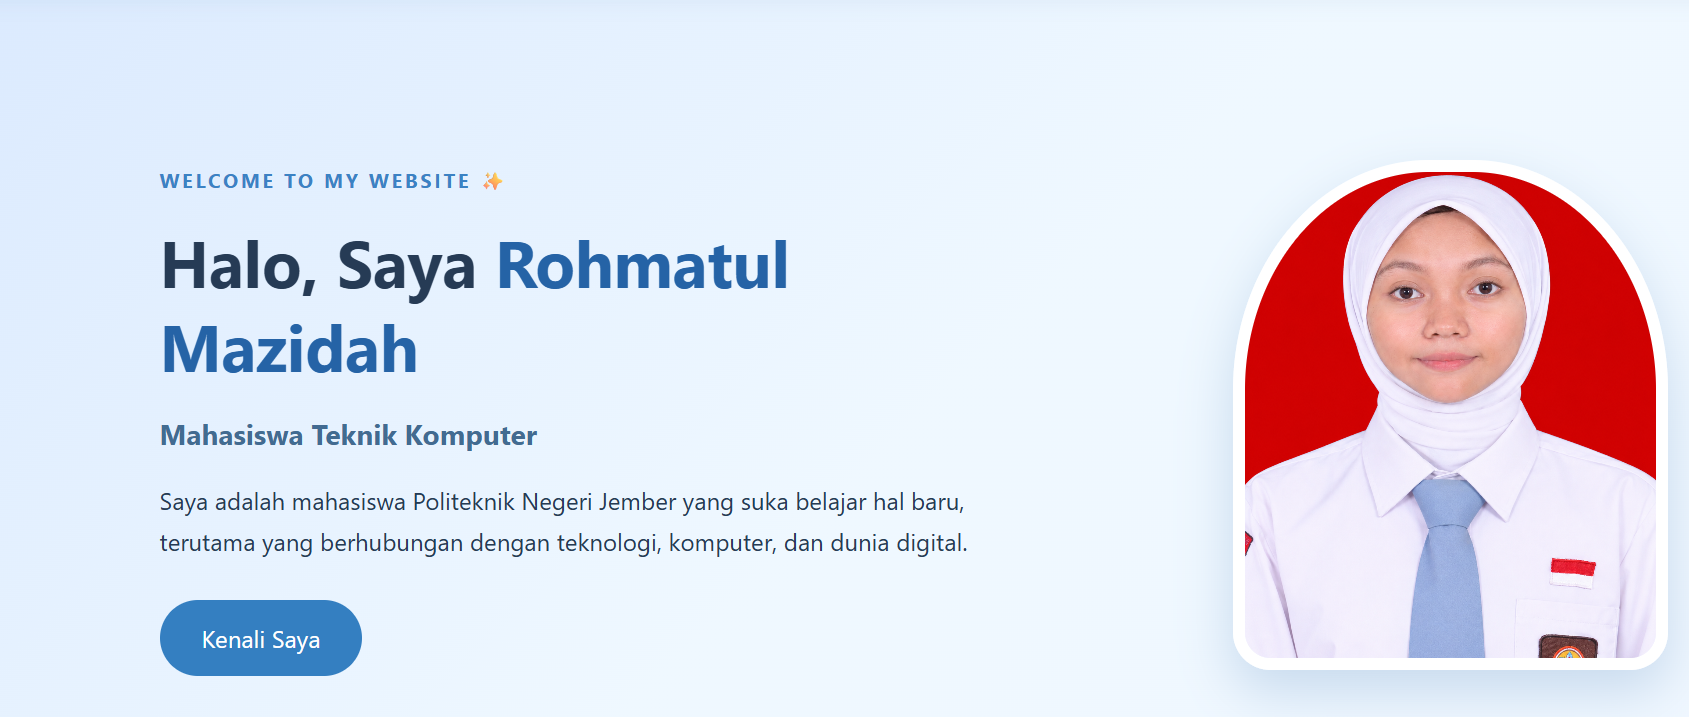 WELCOME TO MY WEBSITE ✨
Halo, Saya Rohmatul
Mazidah
Mahasiswa Teknik Komputer
Saya adalah mahasiswa Politeknik Negeri Jember yang suka belajar hal baru,
terutama yang berhubungan dengan teknologi, komputer, dan dunia digital.
Kenali Saya